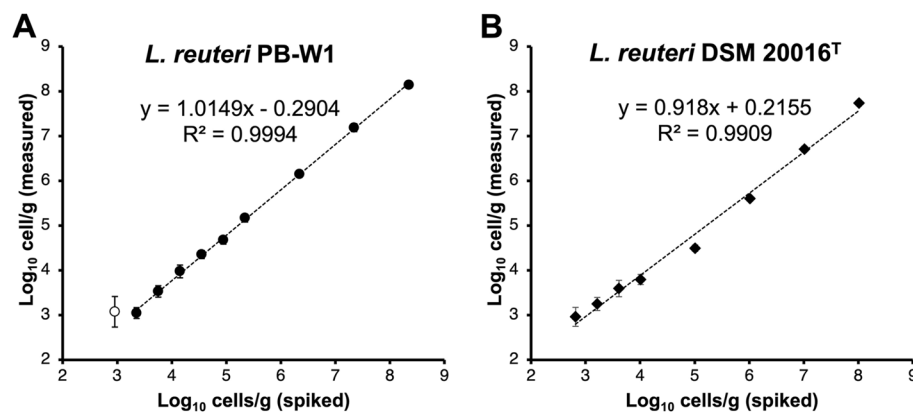 A
L. reuteri PB-W1
y = 1.0149x - 0.2904
R² = 0.9994
Log₁₀ cell/g (measured)
9
8
7
6
5
4
3
2
2 3 4 5 6 7 8 9
Log₁₀ cells/g (spiked)
B
L. reuteri DSM 20016ᵀ
y = 0.918x + 0.2155
R² = 0.9909
Log₁₀ cell/g (measured)
9
8
7
6
5
4
3
2
2 3 4 5 6 7 8 9
Log₁₀ cells/g (spiked)